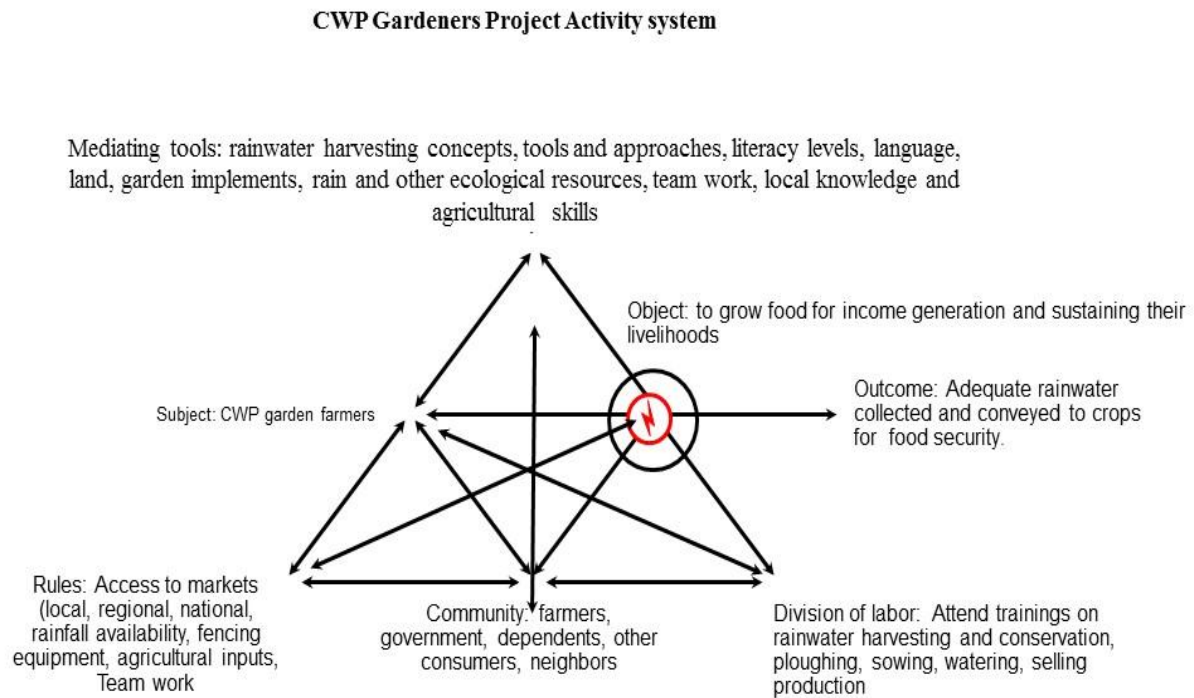 CWP Gardeners Project Activity system
Mediating tools: rainwater harvesting concepts, tools and approaches, literacy levels, language,
land, garden implements, rain and other ecological resources, team work, local knowledge and
agricultural skills
Object: to grow food for income generation and sustaining their
livelihoods
Subject: CWP garden farmers
Outcome: Adequate rainwater
collected and conveyed to crops
for food security.
Rules: Access to markets
(local, regional, national,
rainfall availability, fencing
equipment, agricultural inputs,
Team work
Community: farmers,
government, dependents, other
consumers, neighbors
Division of labor: Attend trainings on
rainwater harvesting and conservation,
ploughing, sowing, watering, selling
production